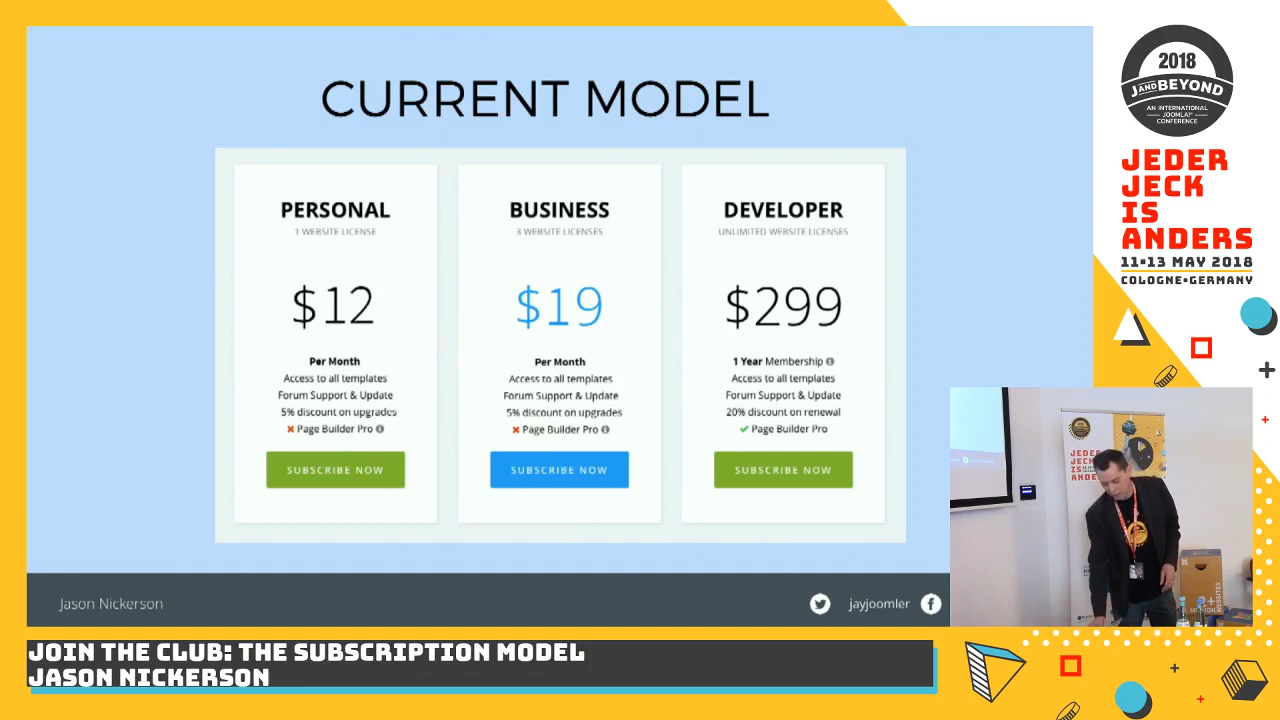 CURRENT MODEL
PERSONAL
1 WEBSITE LICENSE
$12
Per Month
Access to all templates
Forum Support & Update
5% discount on upgrades
✖ Page Builder Pro
SUBSCRIBE NOW
BUSINESS
3 WEBSITE LICENSES
$19
Per Month
Access to all templates
Forum Support & Update
5% discount on upgrades
✖ Page Builder Pro
SUBSCRIBE NOW
DEVELOPER
UNLIMITED WEBSITE LICENSES
$299
1 Year Membership
Access to all templates
Forum Support & Update
20% discount on renewal
✔ Page Builder Pro
SUBSCRIBE NOW
Jason Nickerson
jayjoomler
JOIN THE CLUB: THE SUBSCRIPTION MODEL
JASON NICKERSON
2018
J AND BEYOND
AN INTERNATIONAL
JOOMLA!®
CONFERENCE
JEDER
JECK
IS
ANDERS
11-13 MAY 2018
COLOGNE-GERMANY
JEDER
JECK
IS
ANDE